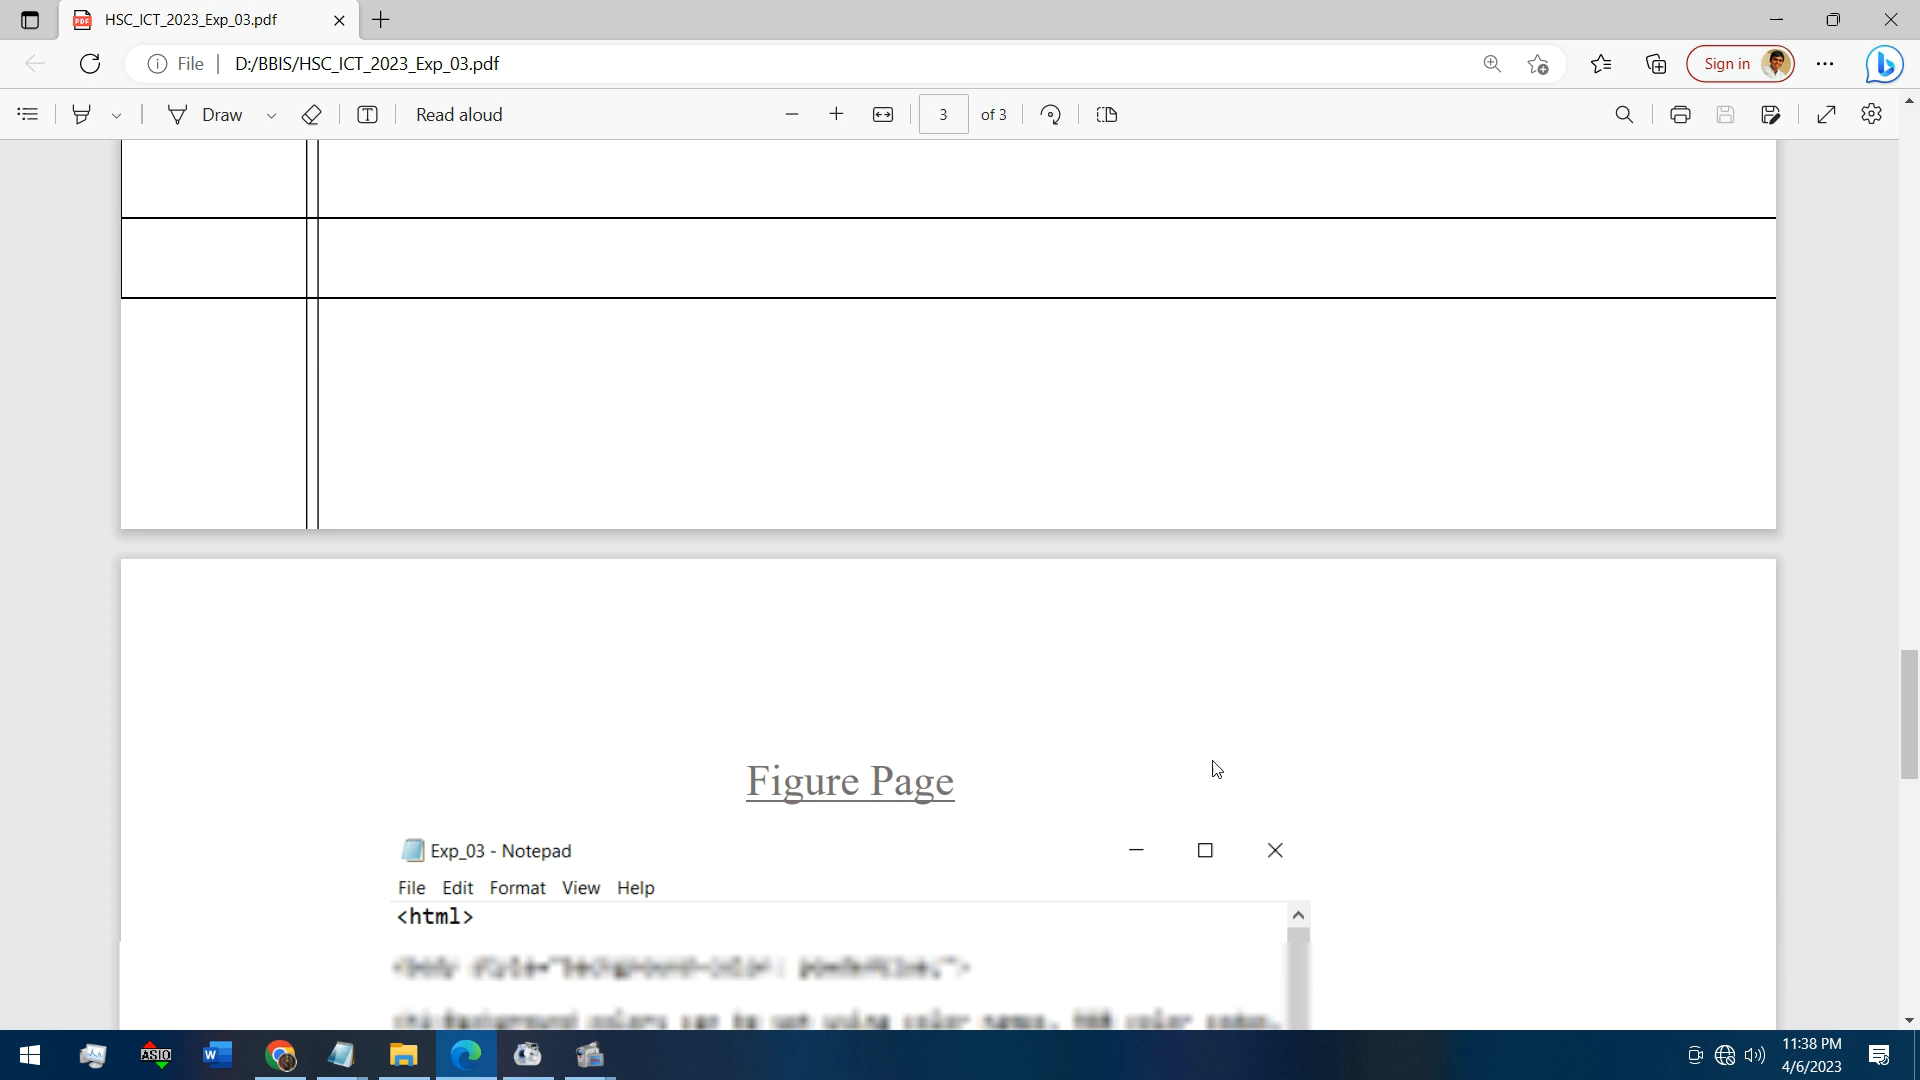 HSC_ICT_2023_Exp_03.pdf
File D:/BBIS/HSC_ICT_2023_Exp_03.pdf
Sign in
Draw
Read aloud
3 of 3
Figure Page
Exp_03 - Notepad
File Edit Format View Help
<html>
ASIO
11:38 PM
4/6/2023